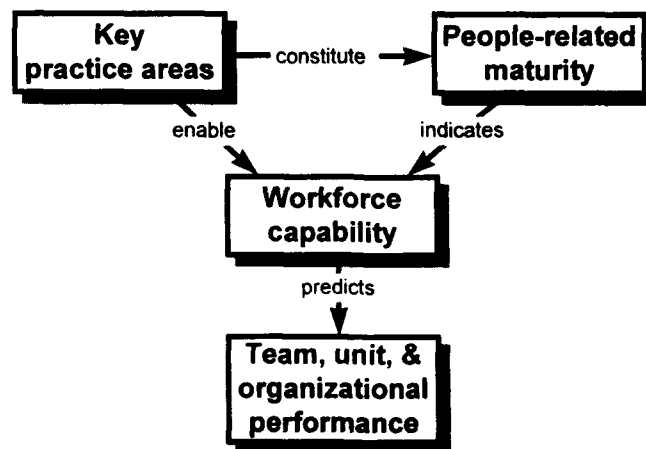 Key
practice areas
constitute
People-related
maturity
enable
indicates
Workforce
capability
predicts
Team, unit, &
organizational
performance